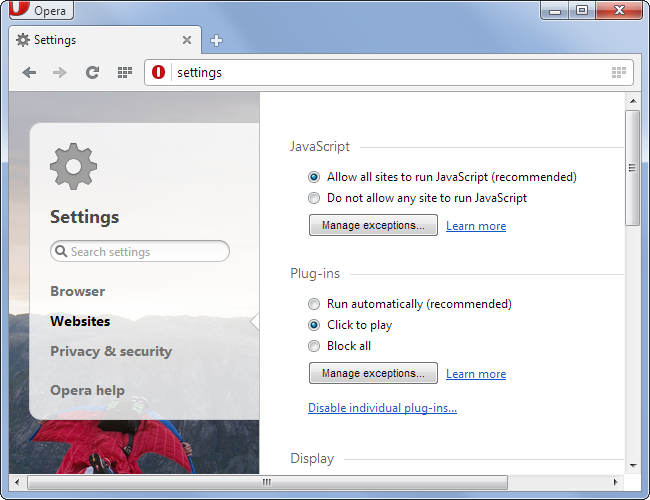 Opera
Settings
settings
Settings
Search settings
Browser
Websites
Privacy & security
Opera help
JavaScript
Allow all sites to run JavaScript (recommended)
Do not allow any site to run JavaScript
Manage exceptions... Learn more
Plug-ins
Run automatically (recommended)
Click to play
Block all
Manage exceptions... Learn more
Disable individual plug-ins...
Display